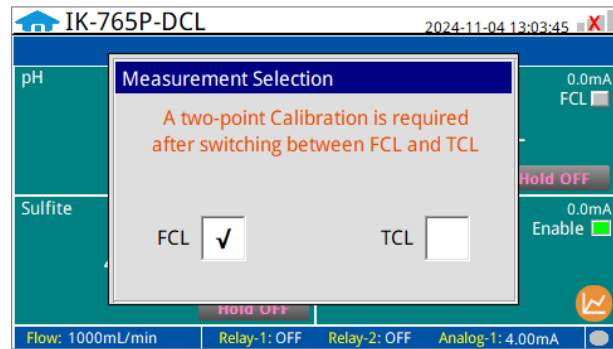 IK-765P-DCL
2024-11-04 13:03:45
pH
0.0mA
FCL
Hold OFF
Measurement Selection
A two-point Calibration is required
after switching between FCL and TCL
FCL √
TCL
Sulfite
0.0mA
Enable
Hold OFF
Flow: 1000mL/min
Relay-1: OFF
Relay-2: OFF
Analog-1: 4.00mA